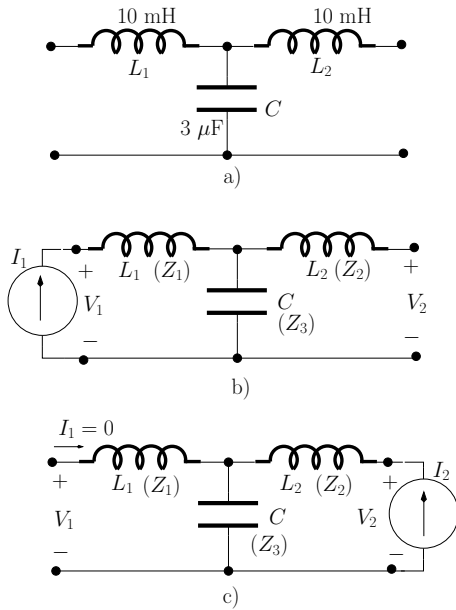 10 mH 10 mH
L₁ L₂
C
3 μF
a)
I₁
+ L₁ (Z₁) L₂ (Z₂) +
V₁ C V₂
(Z₃)
− −
b)
I₁ = 0
I₂
+ L₁ (Z₁) L₂ (Z₂) +
V₁ C V₂
(Z₃)
− −
c)